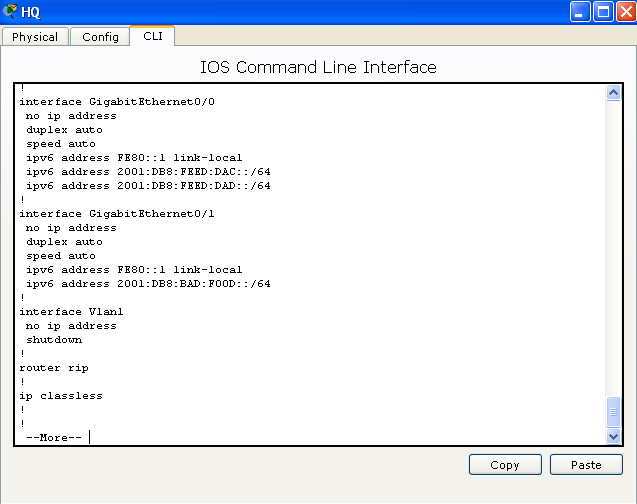 HQ
Physical Config CLI
IOS Command Line Interface
!
interface GigabitEthernet0/0
no ip address
duplex auto
speed auto
ipv6 address FE80::1 link-local
ipv6 address 2001:DB8:FEED:DAC::/64
ipv6 address 2001:DB8:FEED:DAD::/64
!
interface GigabitEthernet0/1
no ip address
duplex auto
speed auto
ipv6 address FE80::1 link-local
ipv6 address 2001:DB8:BAD:F00D::/64
!
interface Vlan1
no ip address
shutdown
!
router rip
!
ip classless
!
!
--More--
Copy Paste